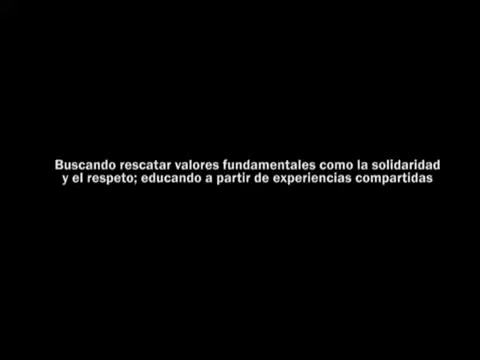 Buscando rescatar valores fundamentales como la solidaridad
y el respeto; educando a partir de experiencias compartidas